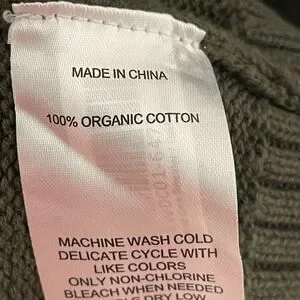 MADE IN CHINA
100% ORGANIC COTTON
MACHINE WASH COLD
DELICATE CYCLE WITH
LIKE COLORS
ONLY NON-CHLORINE
BLEACH WHEN NEEDED
DRY LOW